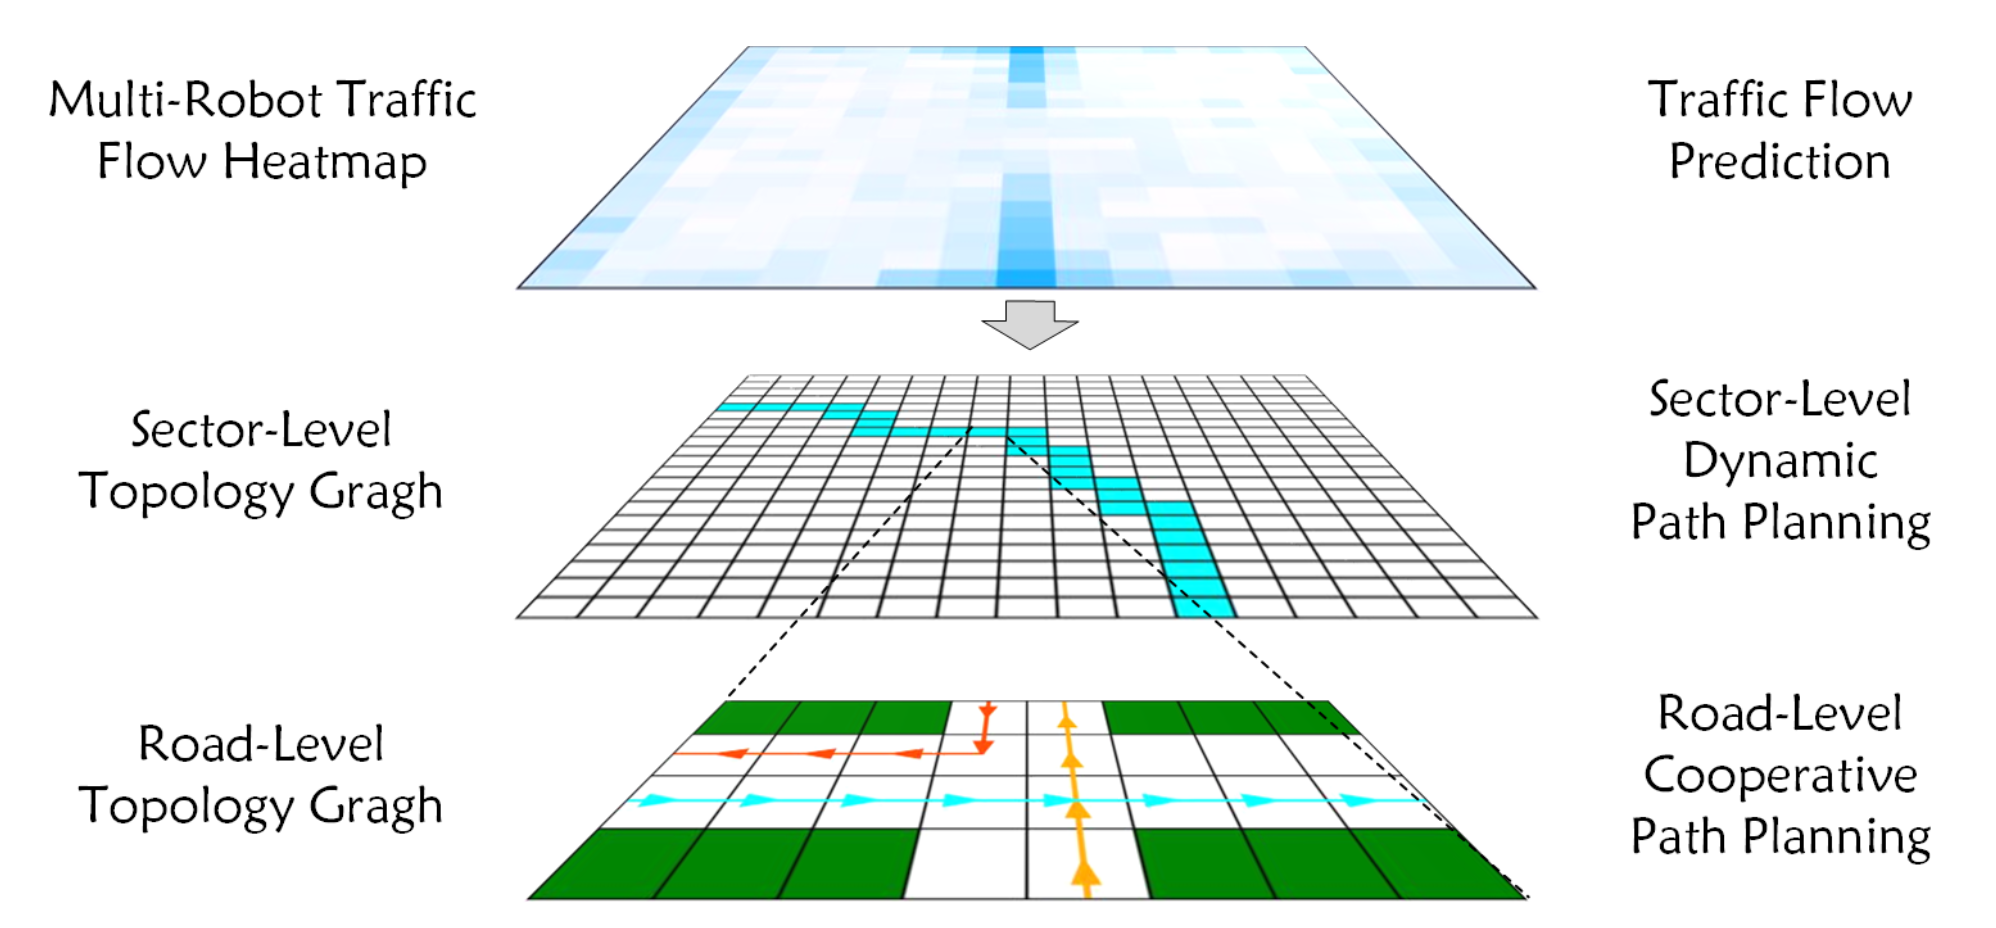 Multi-Robot Traffic
Flow Heatmap
Traffic Flow
Prediction
Sector-Level
Topology Gragh
Sector-Level
Dynamic
Path Planning
Road-Level
Topology Gragh
Road-Level
Cooperative
Path Planning